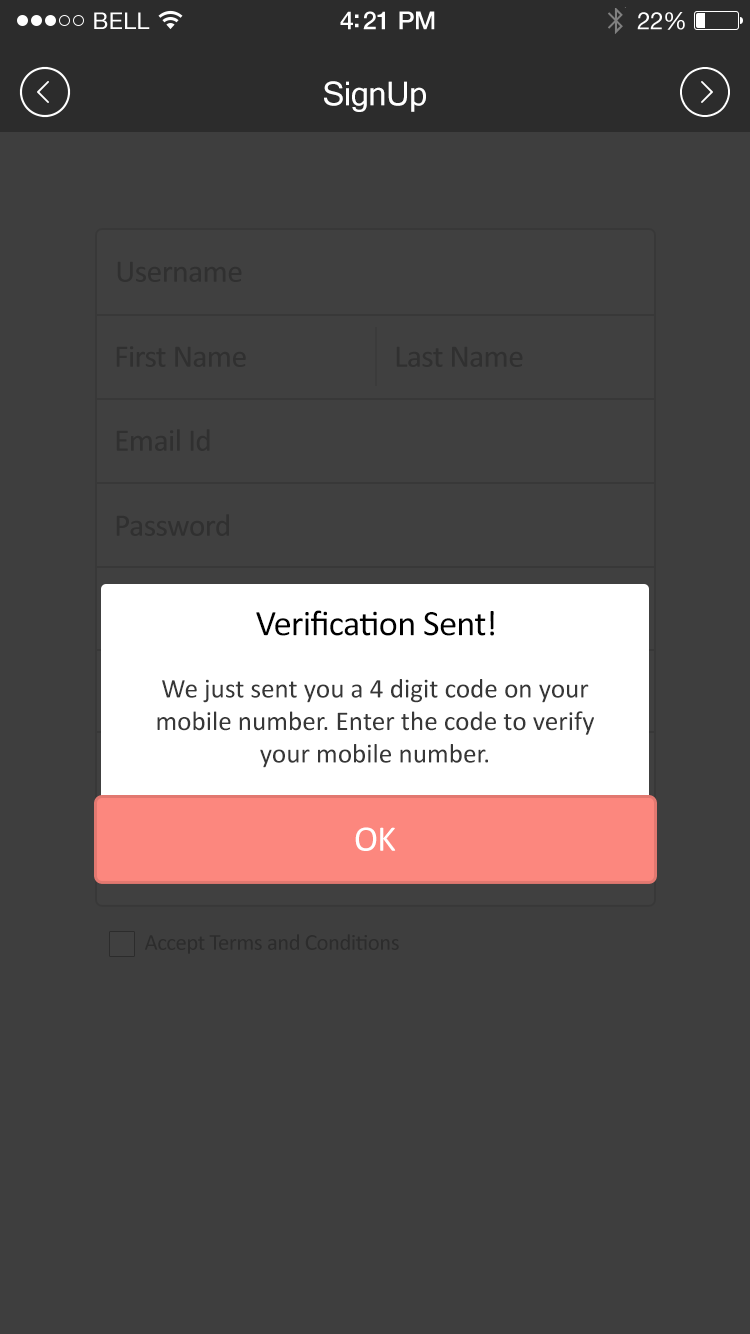 BELL 4:21 PM 22%
SignUp
Username
First Name Last Name
Email Id
Password
Verification Sent!
We just sent you a 4 digit code on your
mobile number. Enter the code to verify
your mobile number.
OK
Accept Terms and Conditions